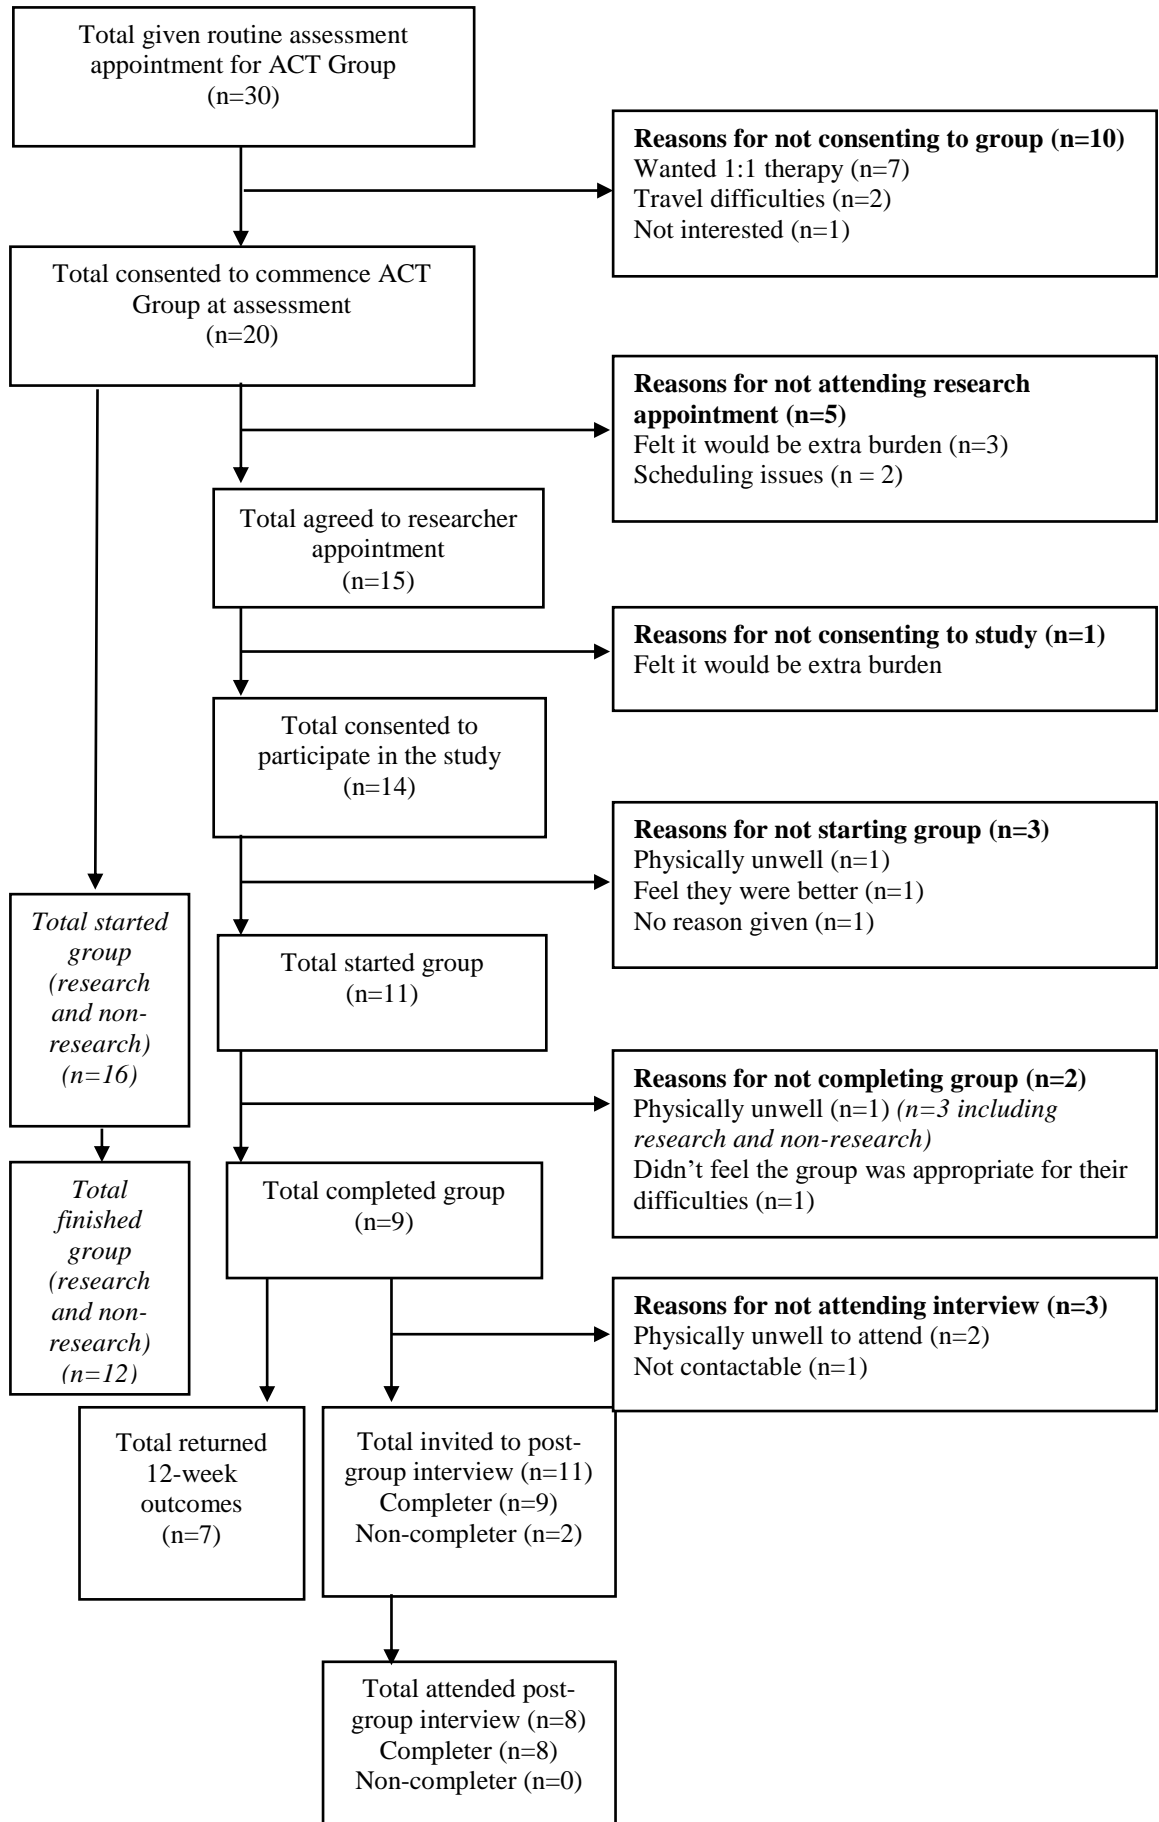 Total given routine assessment
appointment for ACT Group
(n=30)
Reasons for not consenting to group (n=10)
Wanted 1:1 therapy (n=7)
Travel difficulties (n=2)
Not interested (n=1)
Total consented to commence ACT
Group at assessment
(n=20)
Reasons for not attending research
appointment (n=5)
Felt it would be extra burden (n=3)
Scheduling issues (n = 2)
Total agreed to researcher
appointment
(n=15)
Reasons for not consenting to study (n=1)
Felt it would be extra burden
Total consented to
participate in the study
(n=14)
Reasons for not starting group (n=3)
Physically unwell (n=1)
Feel they were better (n=1)
No reason given (n=1)
Total started
group
(research
and non-
research)
(n=16)
Total started group
(n=11)
Reasons for not completing group (n=2)
Physically unwell (n=1) (n=3 including
research and non-research)
Didn’t feel the group was appropriate for their
difficulties (n=1)
Total
finished
group
(research
and non-
research)
(n=12)
Total completed group
(n=9)
Reasons for not attending interview (n=3)
Physically unwell to attend (n=2)
Not contactable (n=1)
Total returned
12-week
outcomes
(n=7)
Total invited to post-
group interview (n=11)
Completer (n=9)
Non-completer (n=2)
Total attended post-
group interview (n=8)
Completer (n=8)
Non-completer (n=0)